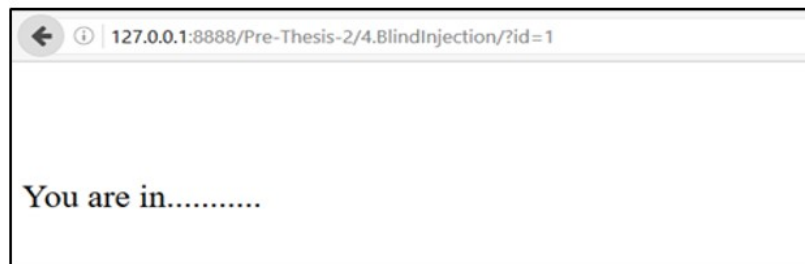 127.0.0.1:8888/Pre-Thesis-2/4.BlindInjection/?id=1
You are in...........